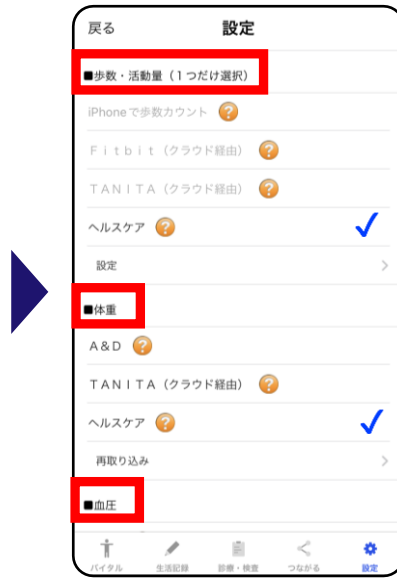 戻る 設定
■歩数・活動量（１つだけ選択）
iPhoneで歩数カウント ?
Ｆｉｔｂｉｔ（クラウド経由） ?
ＴＡＮＩＴＡ（クラウド経由） ?
ヘルスケア ?
設定
■体重
A＆D ?
ＴＡＮＩＴＡ（クラウド経由） ?
ヘルスケア ?
再取り込み
■血圧
バイタル 生活記録 診療・検査 つながる 設定